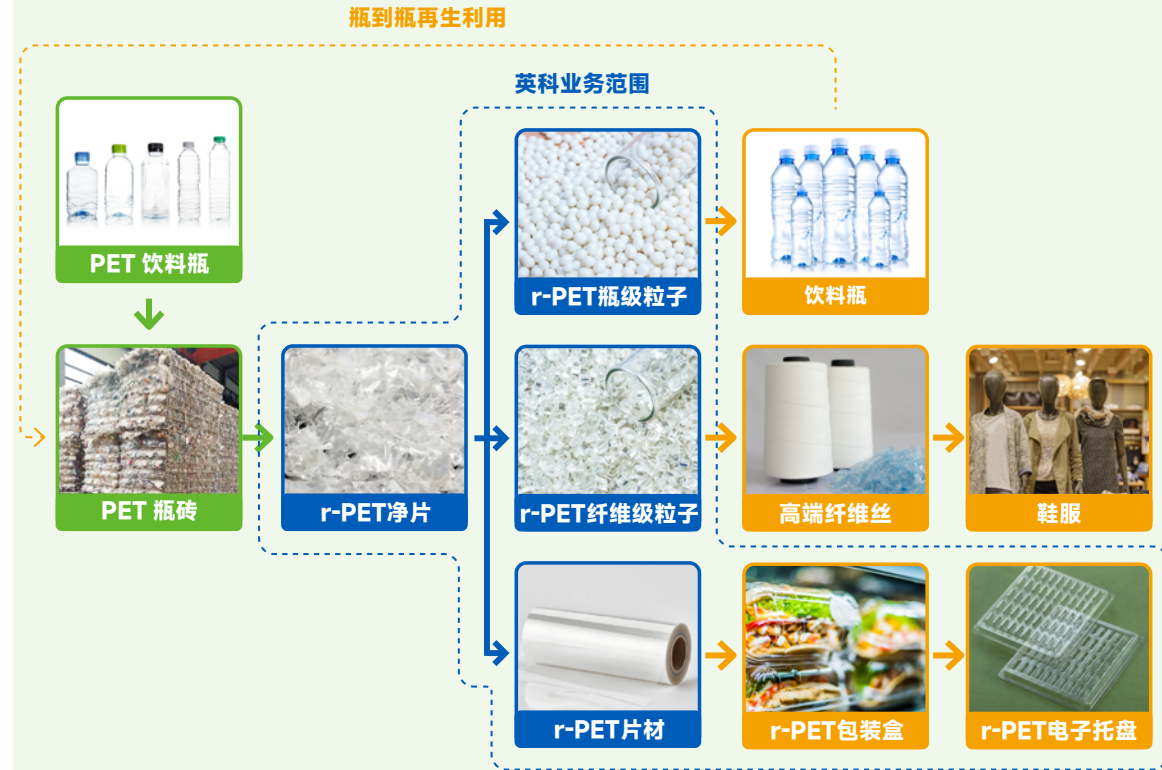 瓶到瓶再生利用
英科业务范围
PET 饮料瓶
r-PET瓶级粒子
饮料瓶
PET 瓶砖
r-PET净片
r-PET纤维级粒子
高端纤维丝
鞋服
r-PET片材
r-PET包装盒
r-PET电子托盘